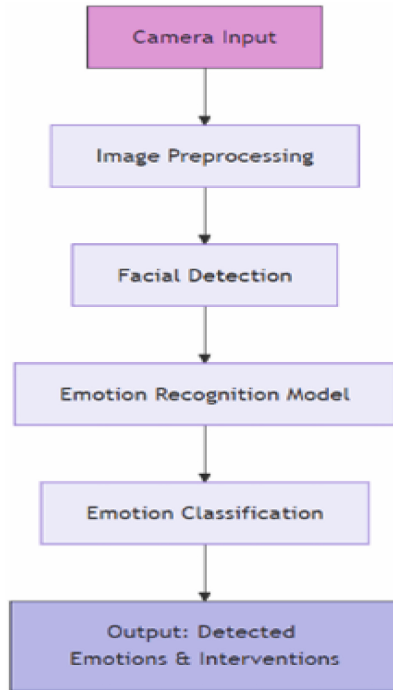 Camera Input
Image Preprocessing
Facial Detection
Emotion Recognition Model
Emotion Classification
Output: Detected
Emotions & Interventions